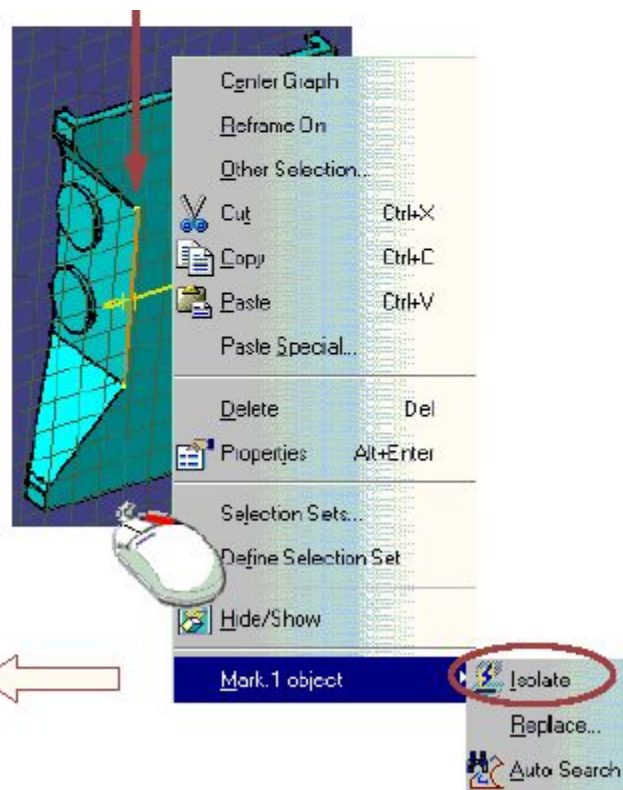 Center Graph
Reframe On
Other Selection...
Cut Ctrl+X
Copy Ctrl+C
Paste Ctrl+V
Paste Special...
Delete Del
Properties Alt+Enter
Selection Sets...
Define Selection Set
Hide/Show
Mark.1 object
Isolate
Replace...
Auto Search